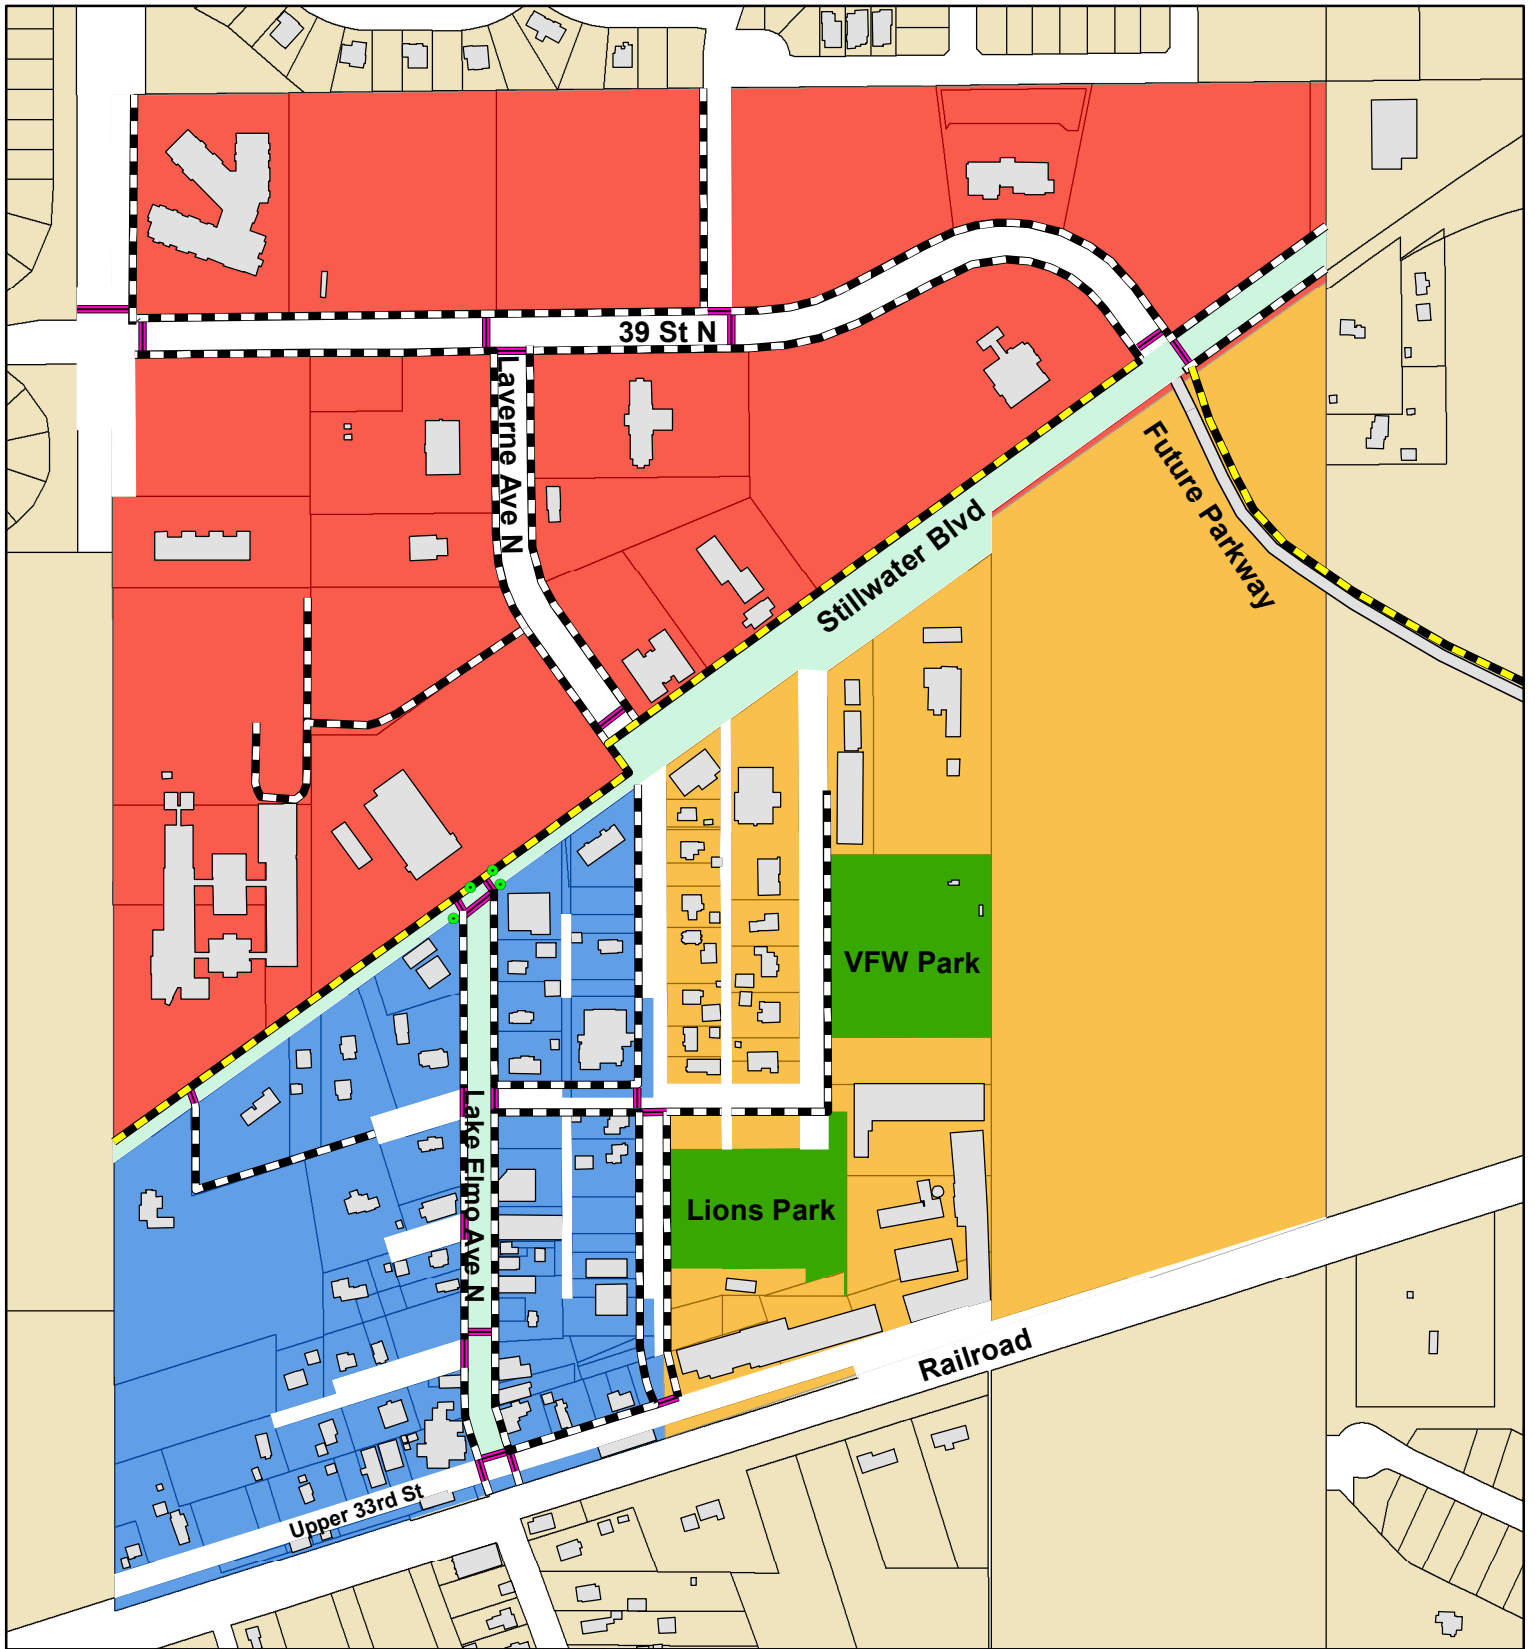 39 St N
Laverne Ave N
Future Parkway
Stillwater Blvd
VFW Park
Lake Elmo Ave N
Lions Park
Railroad
Upper 33rd St